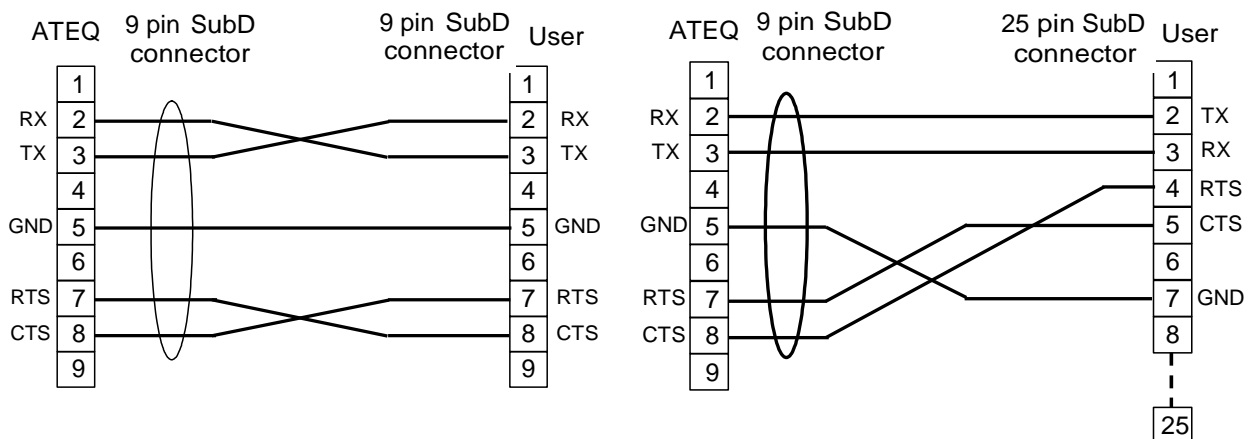 ATEQ 9 pin SubD connector
9 pin SubD connector User
1 1
RX 2 2 RX
TX 3 3 TX
4 4
GND 5 5 GND
6 6
RTS 7 7 RTS
CTS 8 8 CTS
9 9
ATEQ 9 pin SubD connector
25 pin SubD connector User
1 1
RX 2 2 TX
TX 3 3 RX
4 4 RTS
GND 5 5 CTS
6 6
RTS 7 7 GND
CTS 8 8
9
25